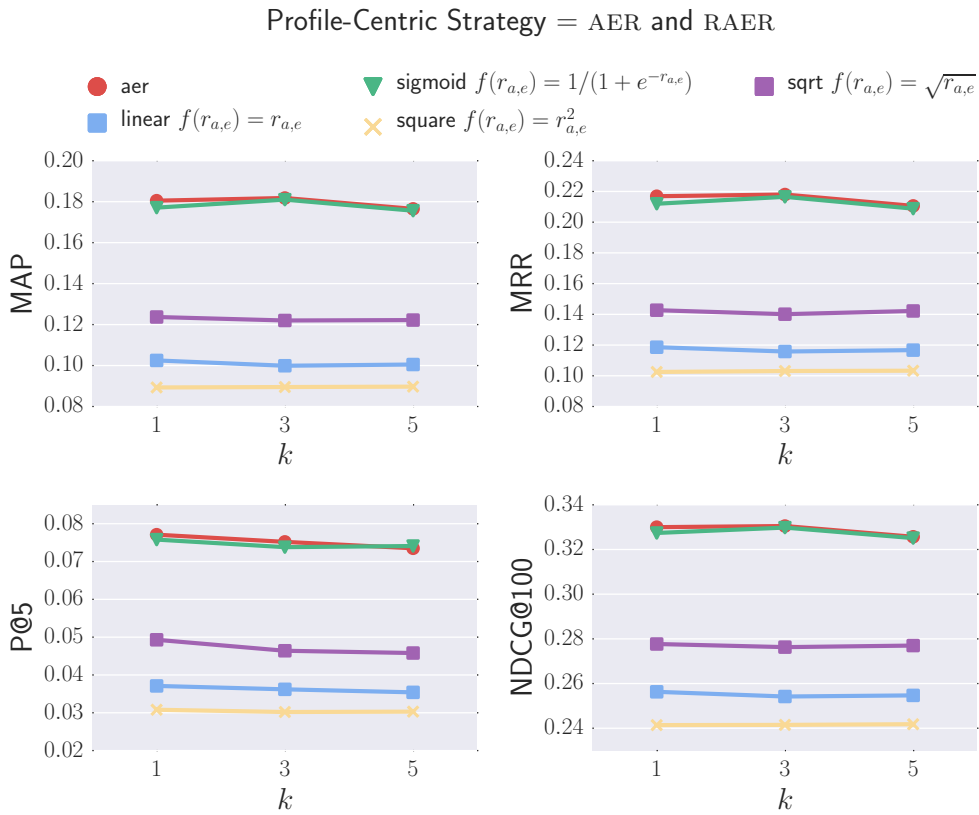 Profile-Centric Strategy = AER and RAER
aer
sigmoid f(r_{a,e}) = 1/(1 + e^{-r_{a,e}})
sqrt f(r_{a,e}) = √r_{a,e}
linear f(r_{a,e}) = r_{a,e}
square f(r_{a,e}) = r_{a,e}^2
MAP
0.20
0.18
0.16
0.14
0.12
0.10
0.08
1 3 5
k
MRR
0.24
0.22
0.20
0.18
0.16
0.14
0.12
0.10
0.08
1 3 5
k
P@5
0.08
0.07
0.06
0.05
0.04
0.03
0.02
1 3 5
k
NDCG@100
0.34
0.32
0.30
0.28
0.26
0.24
1 3 5
k